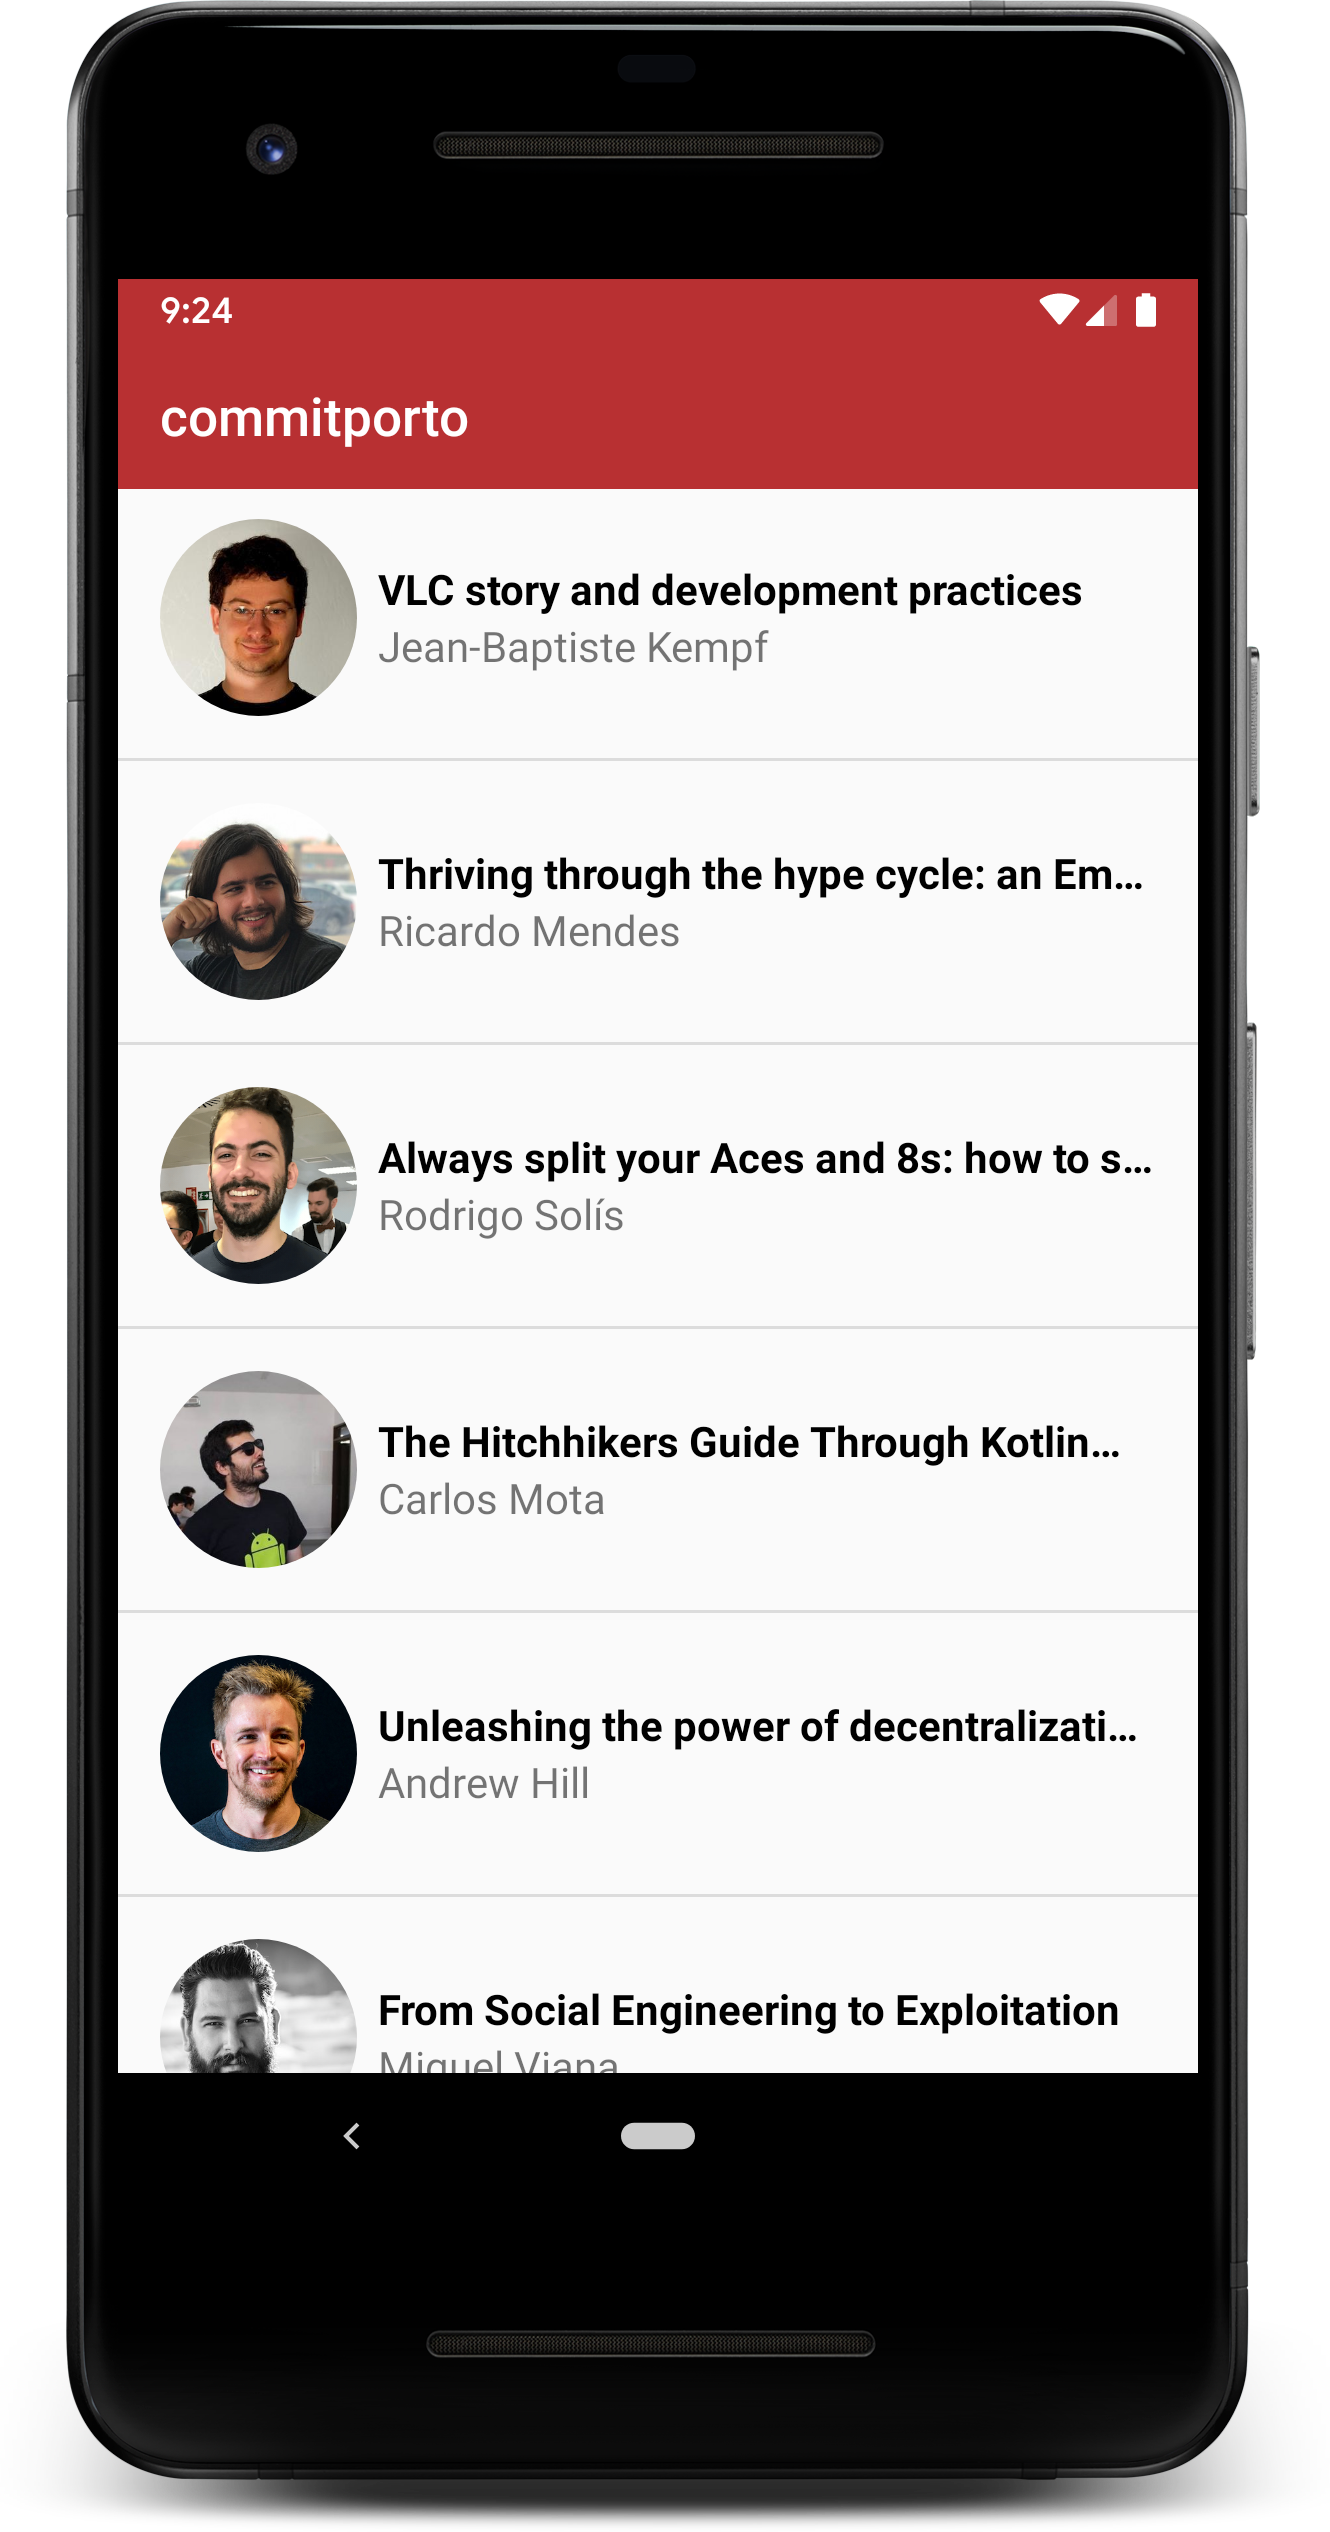 9:24
commitporto
VLC story and development practices
Jean-Baptiste Kempf
Thriving through the hype cycle: an Em...
Ricardo Mendes
Always split your Aces and 8s: how to s...
Rodrigo Solís
The Hitchhikers Guide Through Kotlin...
Carlos Mota
Unleashing the power of decentralizati...
Andrew Hill
From Social Engineering to Exploitation
Miguel Viana